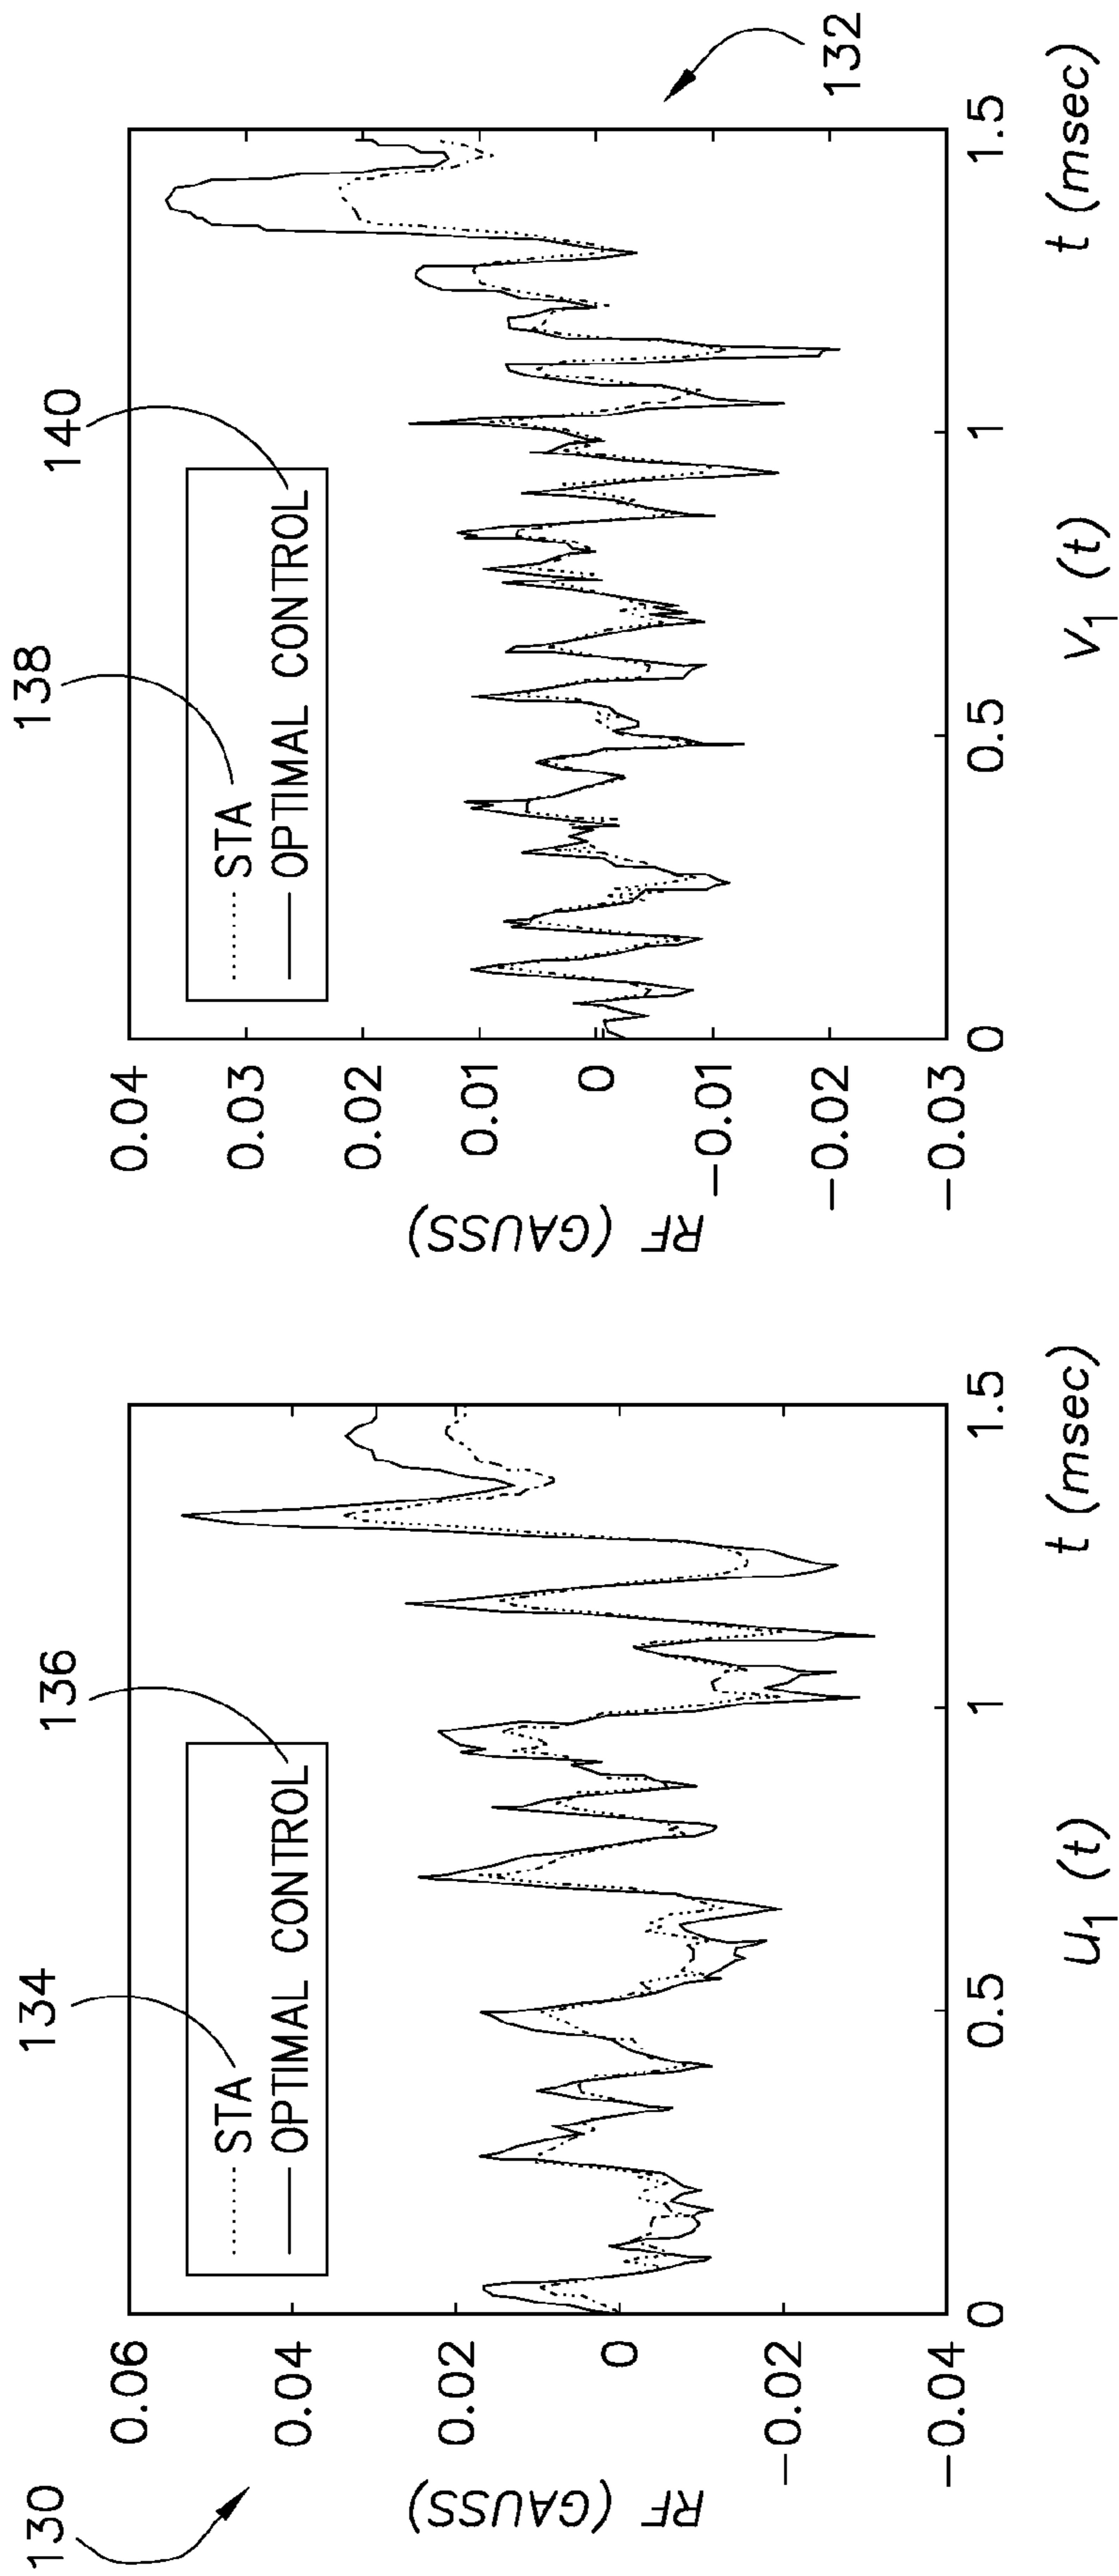 130
0.06
0.04
0.02
0
-0.02
-0.04
RF (GAUSS)
134
136
STA
OPTIMAL CONTROL
0
0.5
1
1.5
u1 (t)
t (msec)
0.04
0.03
0.02
0.01
0
-0.01
-0.02
-0.03
RF (GAUSS)
138
140
STA
OPTIMAL CONTROL
132
0
0.5
1
1.5
v1 (t)
t (msec)